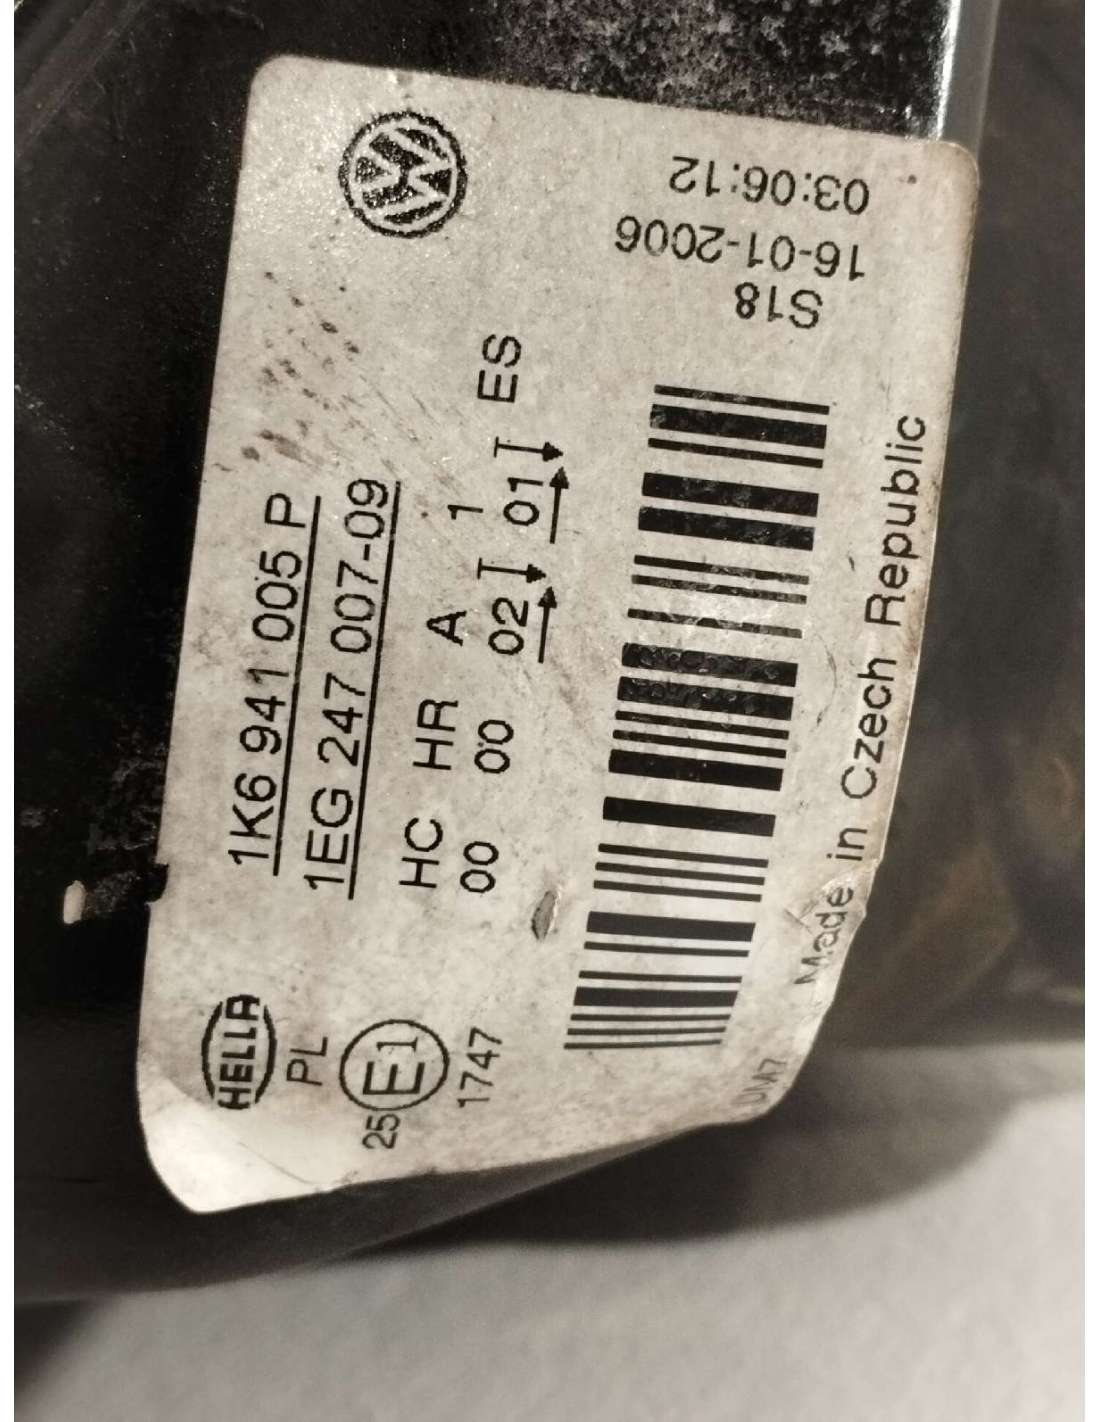 1K6 941 005 P
1EG 247 007-09
HELLA
PL
25 E1
1747
HC HR A 1 ES
00 00 02 01
S18
16-01-2006
03:06:12
Made in Czech Republic